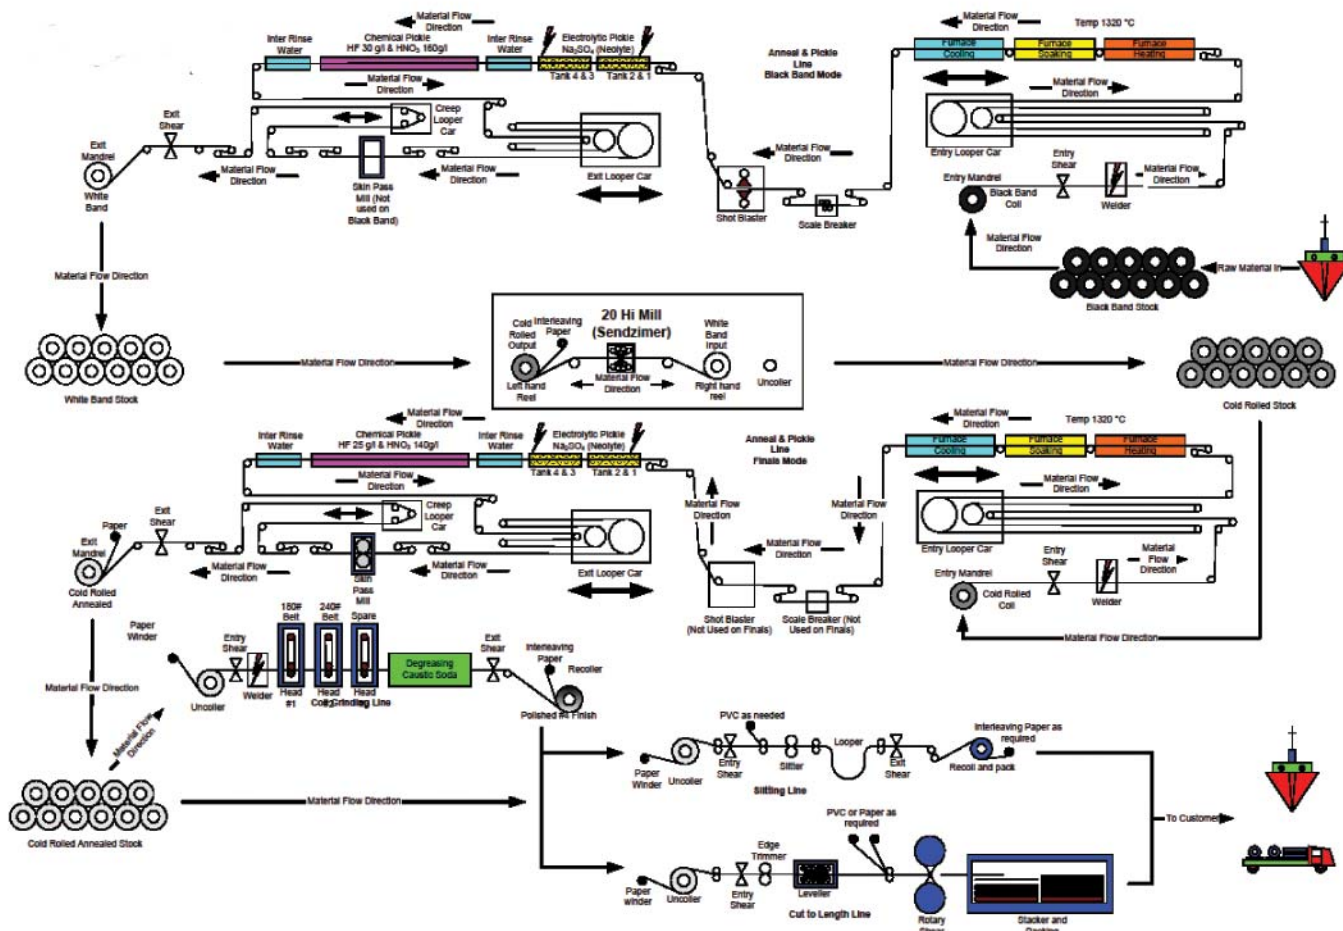 Material Flow
Direction
Inter Rinse
Water
Chemical Pickle
HF 30 g/l & HNO₃ 160g/l
Inter Rinse
Water
Electrolytic Pickle
Na₂SO₄ (Neolyte)
Tank 4 & 3
Tank 2 & 1
Anneal & Pickle
Line
Black Band Mode
Material Flow
Direction
Temp 1320 °C
Furnace
Cooling
Furnace
Soaking
Furnace
Heating
Material Flow
Direction
Material Flow
Direction
Exit
Shear
Exit
Mandrel
White
Band
Material Flow
Direction
Creep
Looper
Car
Skin Pass
Mill (Not
used on
Black Band)
Material Flow
Direction
Exit Looper Car
Material Flow
Direction
Shot Blaster
Scale Breaker
Entry Looper Car
Entry
Shear
Entry Mandrel
Black Band
Coil
Welder
Material Flow
Direction
Material Flow
Direction
Raw Material In
Black Band Stock
Material Flow Direction
White Band Stock
Material Flow Direction
20 Hi Mill
(Sendzimer)
Cold
Rolled
Output
Interleaving
Paper
White
Band
Input
Left hand
Reel
Material Flow
Direction
Right hand
reel
Uncoiler
Material Flow Direction
Cold Rolled Stock
Material Flow
Direction
Inter Rinse
Water
Chemical Pickle
HF 25 g/l & HNO₃ 140g/l
Inter Rinse
Water
Electrolytic Pickle
Na₂SO₄ (Neolyte)
Tank 4 & 3
Tank 2 & 1
Anneal & Pickle
Line
Finals Mode
Material Flow
Direction
Temp 1320 °C
Furnace
Cooling
Furnace
Soaking
Furnace
Heating
Material Flow
Direction
Material Flow
Direction
Material Flow
Direction
Material Flow
Direction
Paper
Exit
Shear
Exit
Mandrel
Cold Rolled
Annealed
Material Flow
Direction
Creep
Looper
Car
Skin
Pass
Mill
Material Flow
Direction
Exit Looper Car
Material Flow
Direction
Shot Blaster
(Not Used on Finals)
Scale Breaker (Not
Used on Finals)
Entry Looper Car
Entry
Shear
Material
Flow
Direction
Entry Mandrel
Cold Rolled
Coil
Welder
Material Flow Direction
Paper
Winder
Entry
Shear
180#
Belt
240#
Belt
Spare
Degreasing
Caustic Soda
Exit
Shear
Interleaving
Paper
Recoiler
Uncoiler
Welder
Head
#1
Head
#2
Head
Coil Grinding Line
Polished #4 Finish
Material Flow Direction
Material Flow
Direction
Cold Rolled Annealed Stock
Material Flow Direction
PVC as needed
Looper
Interleaving Paper as
required
Paper
Winder
Uncoiler
Entry
Shear
Slitter
Exit
Shear
Recoil and pack
Slitting Line
PVC or Paper as
required
Edge
Trimmer
Paper
winder
Uncoiler
Entry
Shear
Leveller
Cut to Length Line
Rotary
Stacker and
To Customer